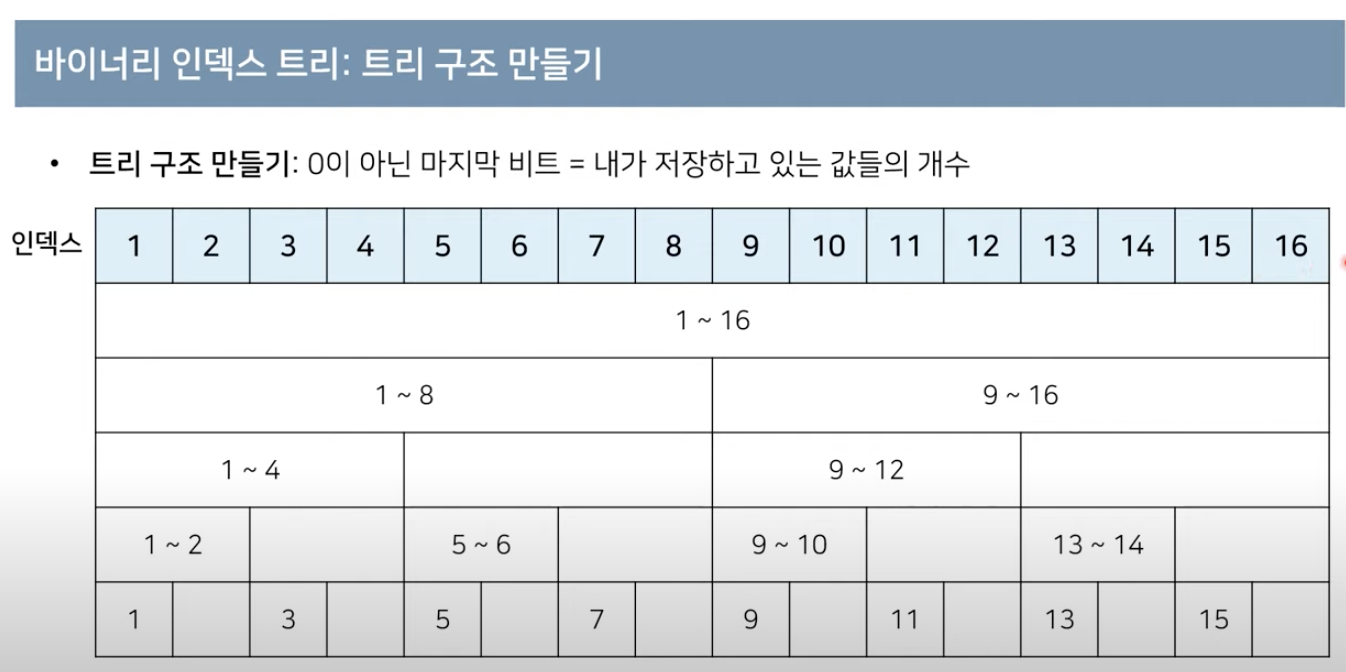 바이너리 인덱스 트리: 트리 구조 만들기
• 트리 구조 만들기: 0이 아닌 마지막 비트 = 내가 저장하고 있는 값들의 개수
인덱스 1 2 3 4 5 6 7 8 9 10 11 12 13 14 15 16
1 ~ 16
1 ~ 8 9 ~ 16
1 ~ 4 9 ~ 12
1 ~ 2 5 ~ 6 9 ~ 10 13 ~ 14
1 3 5 7 9 11 13 15